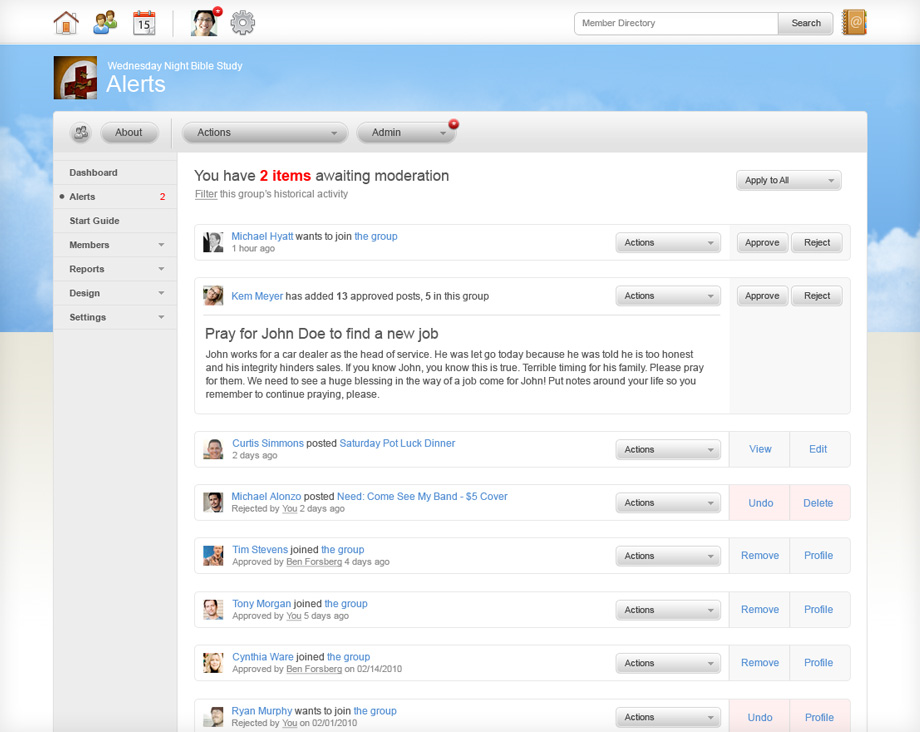 15
Member Directory
Search
@
Wednesday Night Bible Study
Alerts
About
Actions
Admin
Dashboard
Alerts 2
Start Guide
Members
Reports
Design
Settings
You have 2 items awaiting moderation
Filter this group's historical activity
Apply to All
Michael Hyatt wants to join the group
1 hour ago
Actions
Approve
Reject
Kem Meyer has added 13 approved posts, 5 in this group
Actions
Approve
Reject
Pray for John Doe to find a new job
John works for a car dealer as the head of service. He was let go today because he was told he is too honest
and his integrity hinders sales. If you know John, you know this is true. Terrible timing for his family. Please pray
for them. We need to see a huge blessing in the way of a job come for John! Put notes around your life so you
remember to continue praying, please.
Curtis Simmons posted Saturday Pot Luck Dinner
2 days ago
Actions
View
Edit
Michael Alonzo posted Need: Come See My Band - $5 Cover
Rejected by You 2 days ago
Actions
Undo
Delete
Tim Stevens joined the group
Approved by Ben Forsberg 4 days ago
Actions
Remove
Profile
Tony Morgan joined the group
Approved by You 5 days ago
Actions
Remove
Profile
Cynthia Ware joined the group
Approved by Ben Forsberg on 02/14/2010
Actions
Remove
Profile
Ryan Murphy wants to join the group
Rejected by You on 02/01/2010
Actions
Undo
Profile